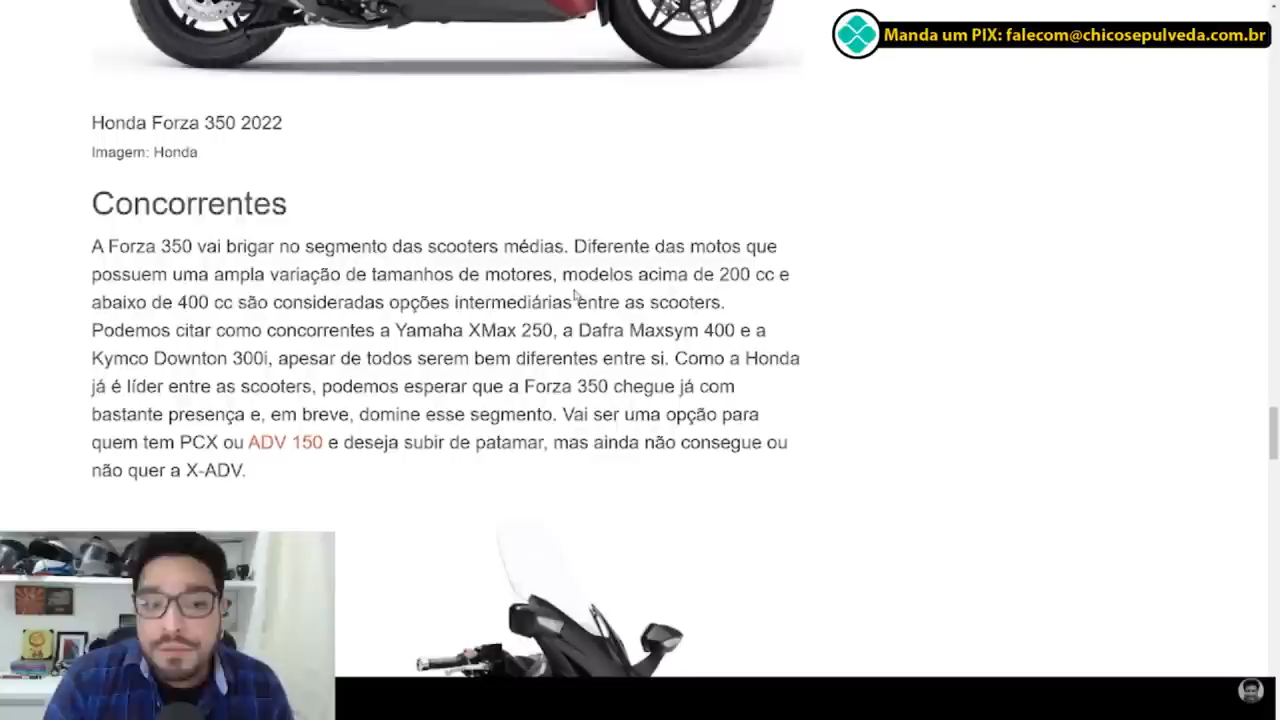 Manda um PIX: falecom@chicosepulveda.com.br
Honda Forza 350 2022
Imagem: Honda
Concorrentes
A Forza 350 vai brigar no segmento das scooters médias. Diferente das motos que
possuem uma ampla variação de tamanhos de motores, modelos acima de 200 cc e
abaixo de 400 cc são consideradas opções intermediárias entre as scooters.
Podemos citar como concorrentes a Yamaha XMax 250, a Dafra Maxsym 400 e a
Kymco Downton 300i, apesar de todos serem bem diferentes entre si. Como a Honda
já é líder entre as scooters, podemos esperar que a Forza 350 chegue já com
bastante presença e, em breve, domine esse segmento. Vai ser uma opção para
quem tem PCX ou ADV 150 e deseja subir de patamar, mas ainda não consegue ou
não quer a X-ADV.